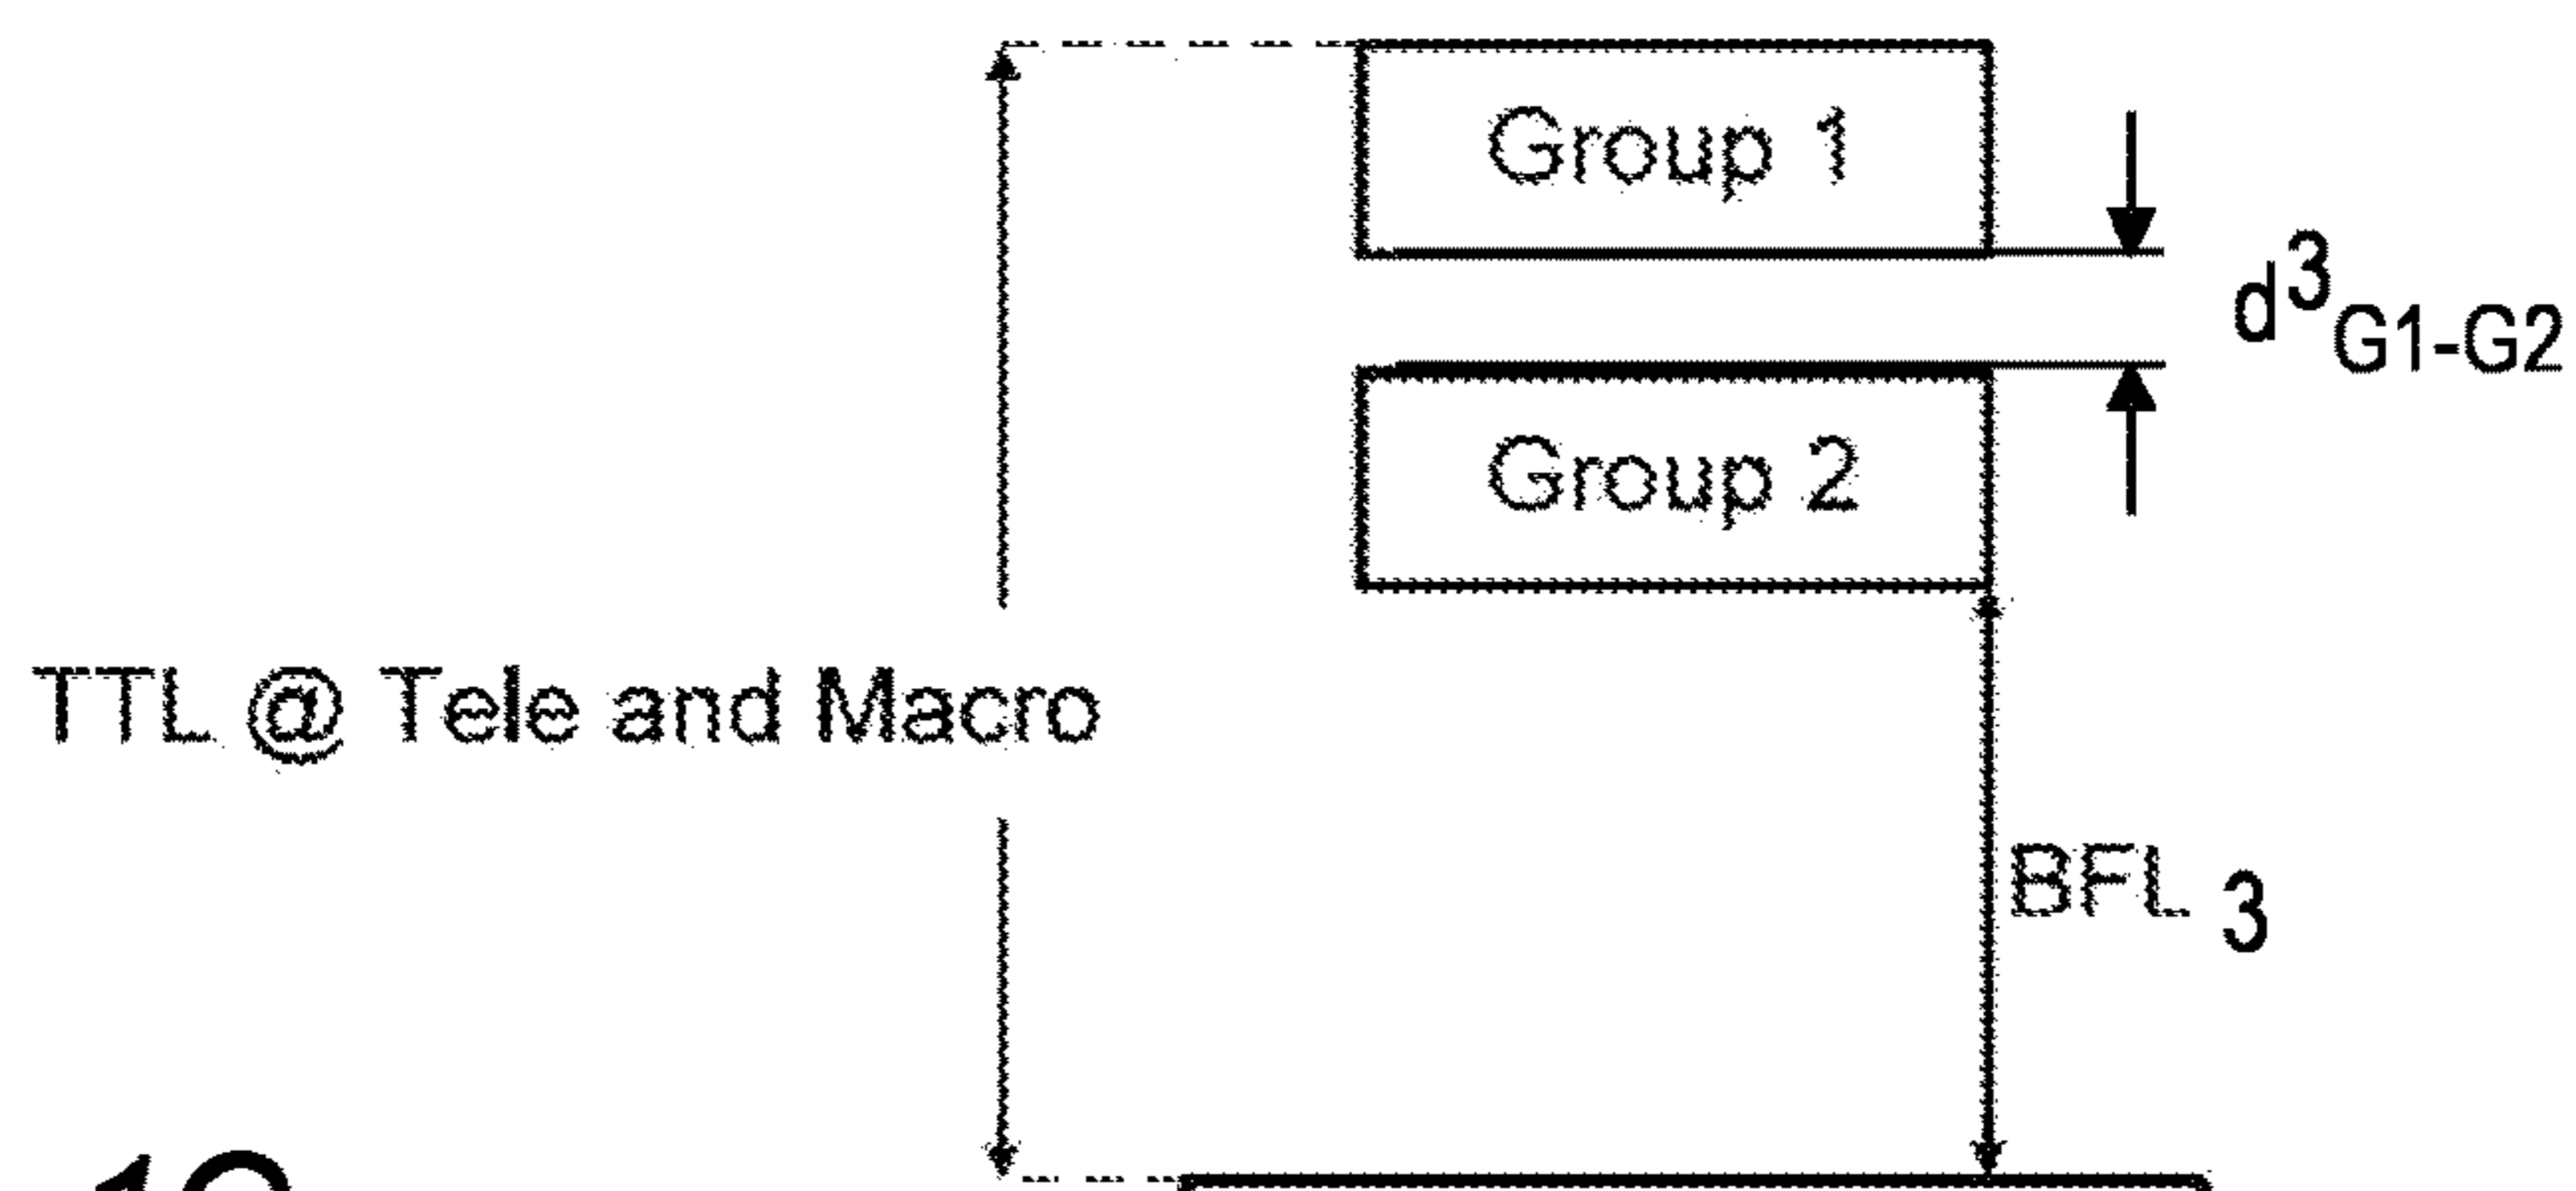 Group 1
d³G1-G2
Group 2
TTL @ Tele and Macro
BFL 3